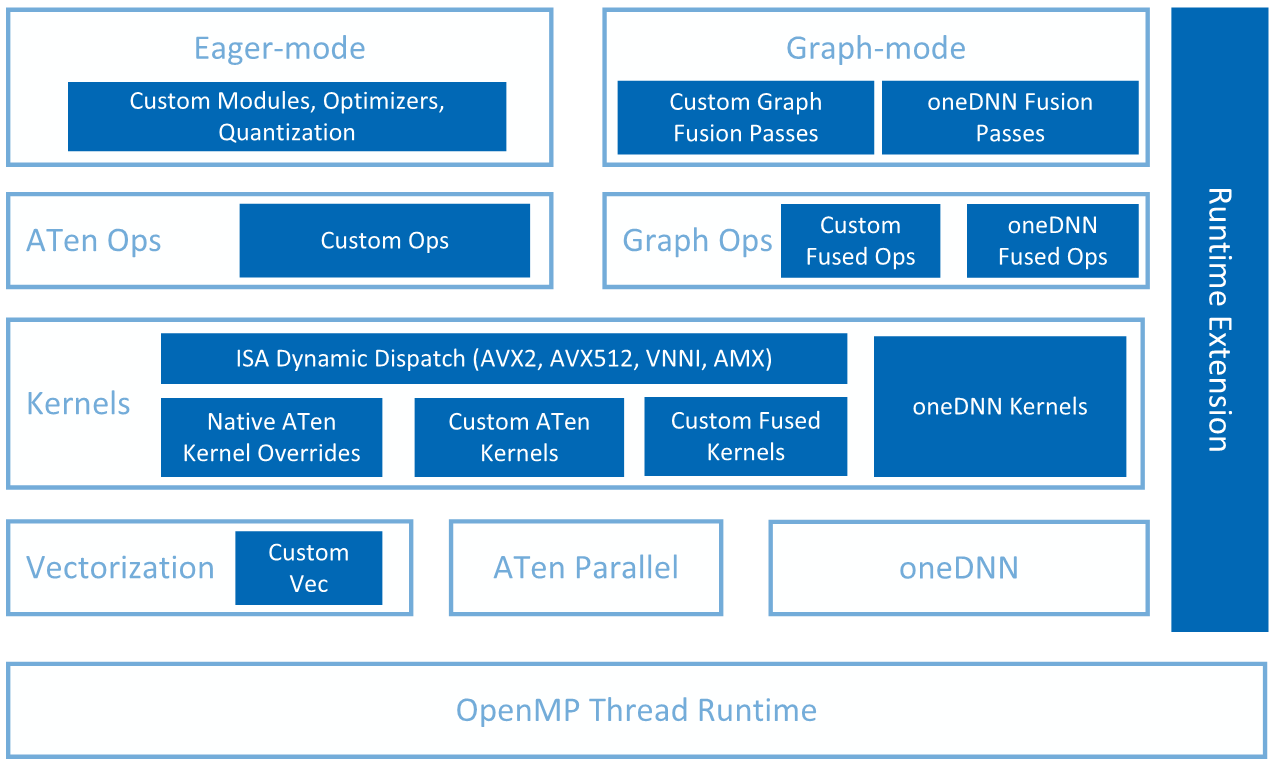 Eager-mode
Custom Modules, Optimizers,
Quantization
Graph-mode
Custom Graph
Fusion Passes
oneDNN Fusion
Passes
ATen Ops
Custom Ops
Graph Ops
Custom
Fused Ops
oneDNN
Fused Ops
Kernels
ISA Dynamic Dispatch (AVX2, AVX512, VNNI, AMX)
Native ATen
Kernel Overrides
Custom ATen
Kernels
Custom Fused
Kernels
oneDNN Kernels
Vectorization
Custom
Vec
ATen Parallel
oneDNN
Runtime Extension
OpenMP Thread Runtime